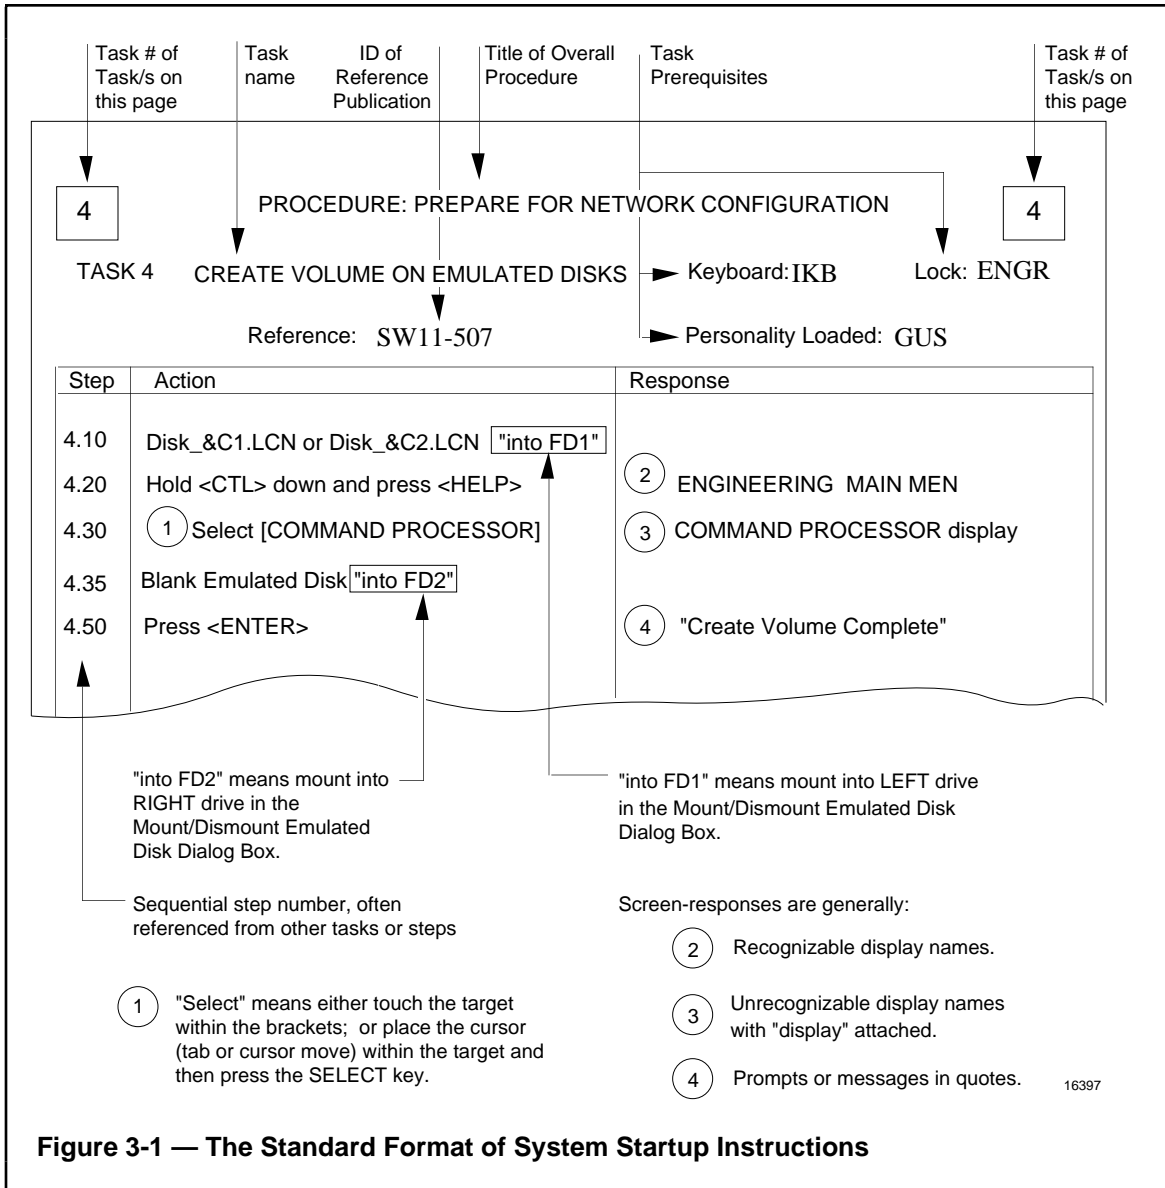 Task # of
Task/s on
this page
Task
name
ID of
Reference
Publication
Title of Overall
Procedure
Task
Prerequisites
Task # of
Task/s on
this page
4
PROCEDURE: PREPARE FOR NETWORK CONFIGURATION
4
TASK 4 CREATE VOLUME ON EMULATED DISKS Keyboard: IKB Lock: ENGR
Reference: SW11-507 Personality Loaded: GUS
Step Action Response
4.10 Disk_&C1.LCN or Disk_&C2.LCN "into FD1"
4.20 Hold <CTL> down and press <HELP> 2 ENGINEERING MAIN MEN
4.30 1 Select [COMMAND PROCESSOR] 3 COMMAND PROCESSOR display
4.35 Blank Emulated Disk "into FD2"
4.50 Press <ENTER> 4 "Create Volume Complete"
"into FD2" means mount into
RIGHT drive in the
Mount/Dismount Emulated
Disk Dialog Box.
"into FD1" means mount into LEFT drive
in the Mount/Dismount Emulated Disk
Dialog Box.
Sequential step number, often
referenced from other tasks or steps
Screen-responses are generally:
2 Recognizable display names.
1 "Select" means either touch the target
within the brackets; or place the cursor
(tab or cursor move) within the target and
then press the SELECT key.
3 Unrecognizable display names
with "display" attached.
4 Prompts or messages in quotes.
16397
Figure 3-1 — The Standard Format of System Startup Instructions